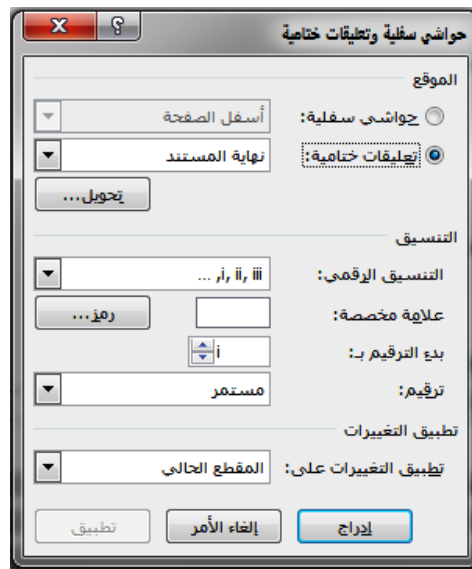 حواشي سفلية وتعليقات ختامية
الموقع
حواشي سفلية: أسفل الصفحة
تعليقات ختامية: نهاية المستند
تحويل...
التنسيق
التنسيق الرقمي: i, ii, iii, ...
علامة مخصصة: رمز...
بدء الترقيم بـ: i
ترقيم: مستمر
تطبيق التغييرات
تطبيق التغييرات على: المقطع الحالي
إدراج إلغاء الأمر تطبيق